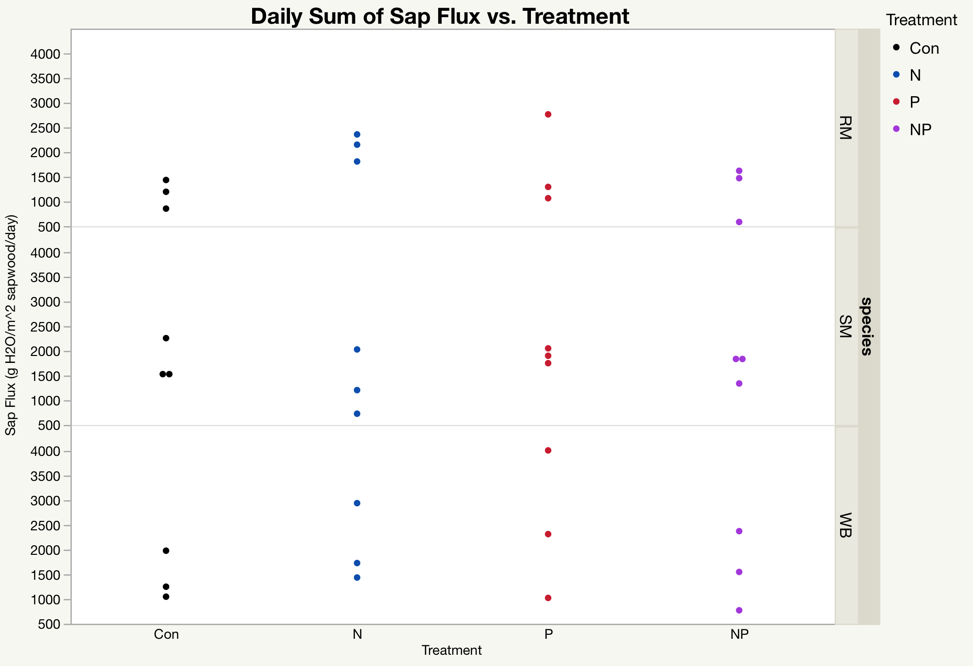 Daily Sum of Sap Flux vs. Treatment
Treatment
Con
N
P
NP
Sap Flux (g H2O/m^2 sapwood/day)
4000
3500
3000
2500
2000
1500
1000
500
RM
4000
3500
3000
2500
2000
1500
1000
500
SM
species
4000
3500
3000
2500
2000
1500
1000
500
WB
Con N P NP
Treatment